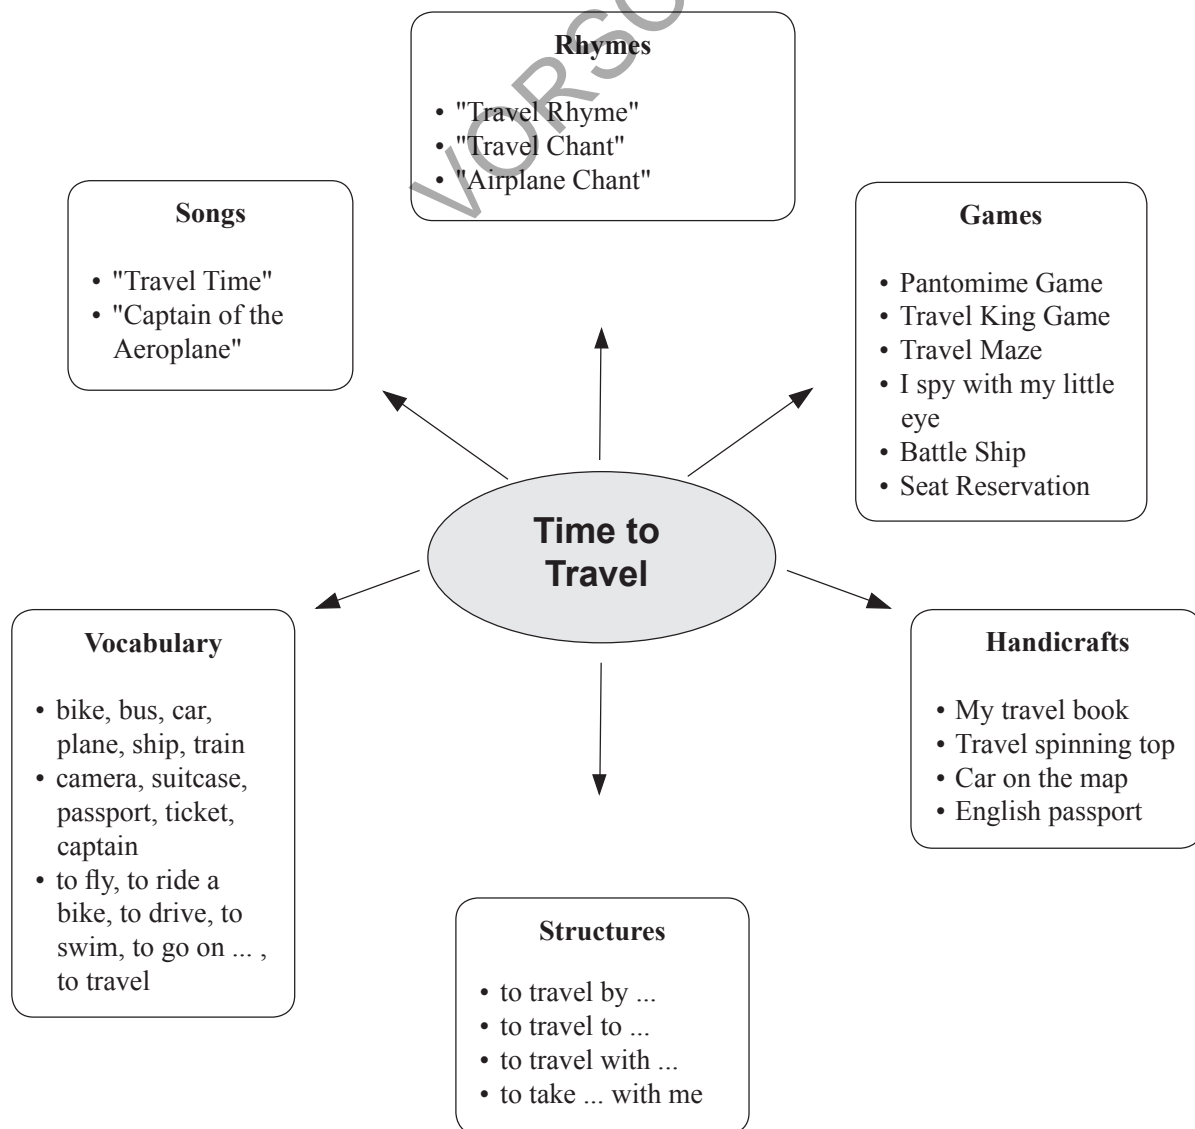 VORSC
Rhymes
• "Travel Rhyme"
• "Travel Chant"
• "Airplane Chant"
Songs
• "Travel Time"
• "Captain of the
Aeroplane"
Games
• Pantomime Game
• Travel King Game
• Travel Maze
• I spy with my little
eye
• Battle Ship
• Seat Reservation
Time to
Travel
Vocabulary
• bike, bus, car,
plane, ship, train
• camera, suitcase,
passport, ticket,
captain
• to fly, to ride a
bike, to drive, to
swim, to go on ... ,
to travel
Handicrafts
• My travel book
• Travel spinning top
• Car on the map
• English passport
Structures
• to travel by ...
• to travel to ...
• to travel with ...
• to take ... with me